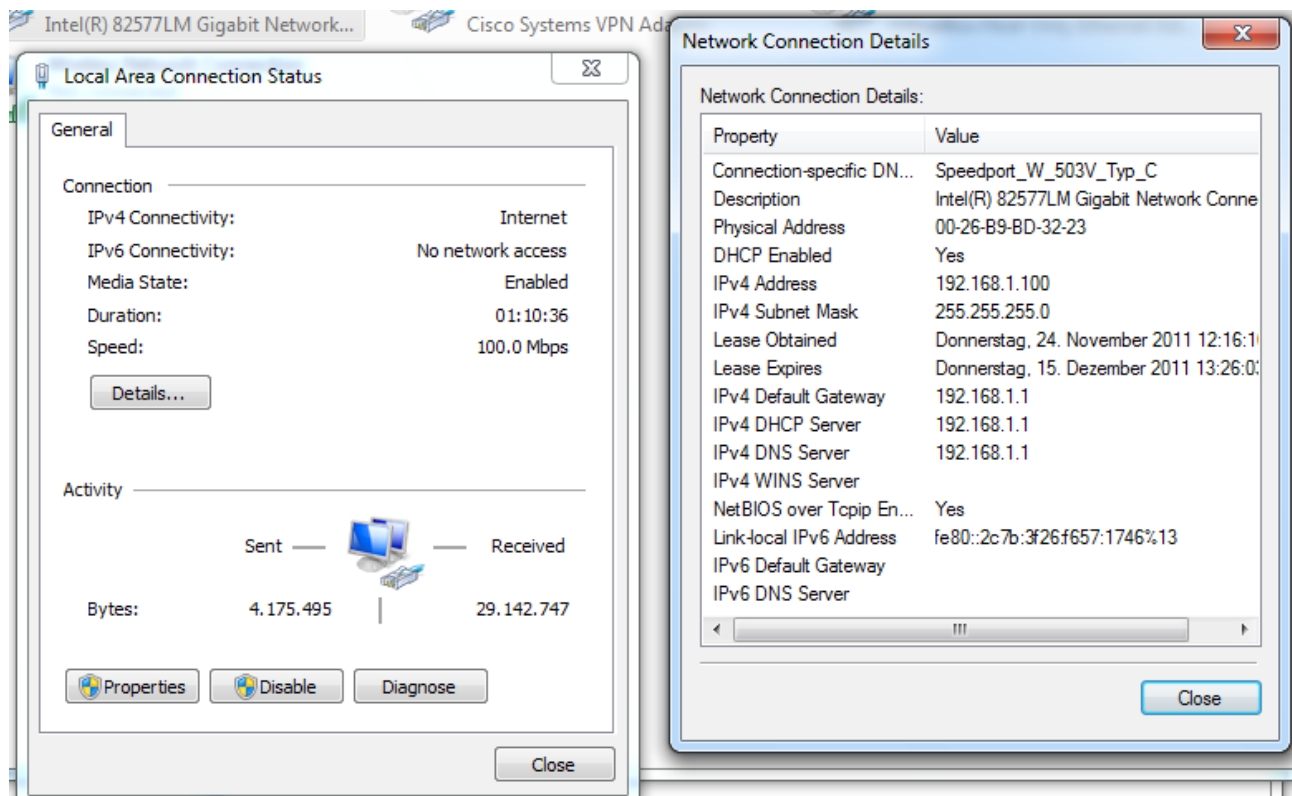 Intel(R) 82577LM Gigabit Network...
Cisco Systems VPN Ada
Local Area Connection Status
General
Connection
IPv4 Connectivity: Internet
IPv6 Connectivity: No network access
Media State: Enabled
Duration: 01:10:36
Speed: 100.0 Mbps
Details...
Activity
Sent Received
Bytes: 4.175.495 29.142.747
Properties Disable Diagnose
Close
Network Connection Details
Network Connection Details:
Property Value
Connection-specific DN... Speedport_W_503V_Typ_C
Description Intel(R) 82577LM Gigabit Network Conne
Physical Address 00-26-B9-BD-32-23
DHCP Enabled Yes
IPv4 Address 192.168.1.100
IPv4 Subnet Mask 255.255.255.0
Lease Obtained Donnerstag, 24. November 2011 12:16:1
Lease Expires Donnerstag, 15. Dezember 2011 13:26:0
IPv4 Default Gateway 192.168.1.1
IPv4 DHCP Server 192.168.1.1
IPv4 DNS Server 192.168.1.1
IPv4 WINS Server
NetBIOS over Tcpip En... Yes
Link-local IPv6 Address fe80::2c7b:3f26:f657:1746%13
IPv6 Default Gateway
IPv6 DNS Server
Close